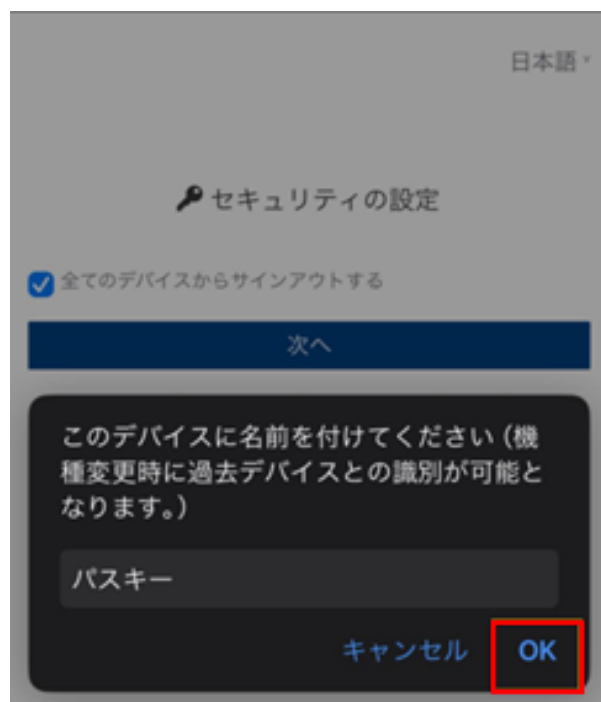 日本語
セキュリティの設定
全てのデバイスからサインアウトする
次へ
このデバイスに名前を付けてください（機
種変更時に過去デバイスとの識別が可能と
なります。）
パスキー
キャンセル OK